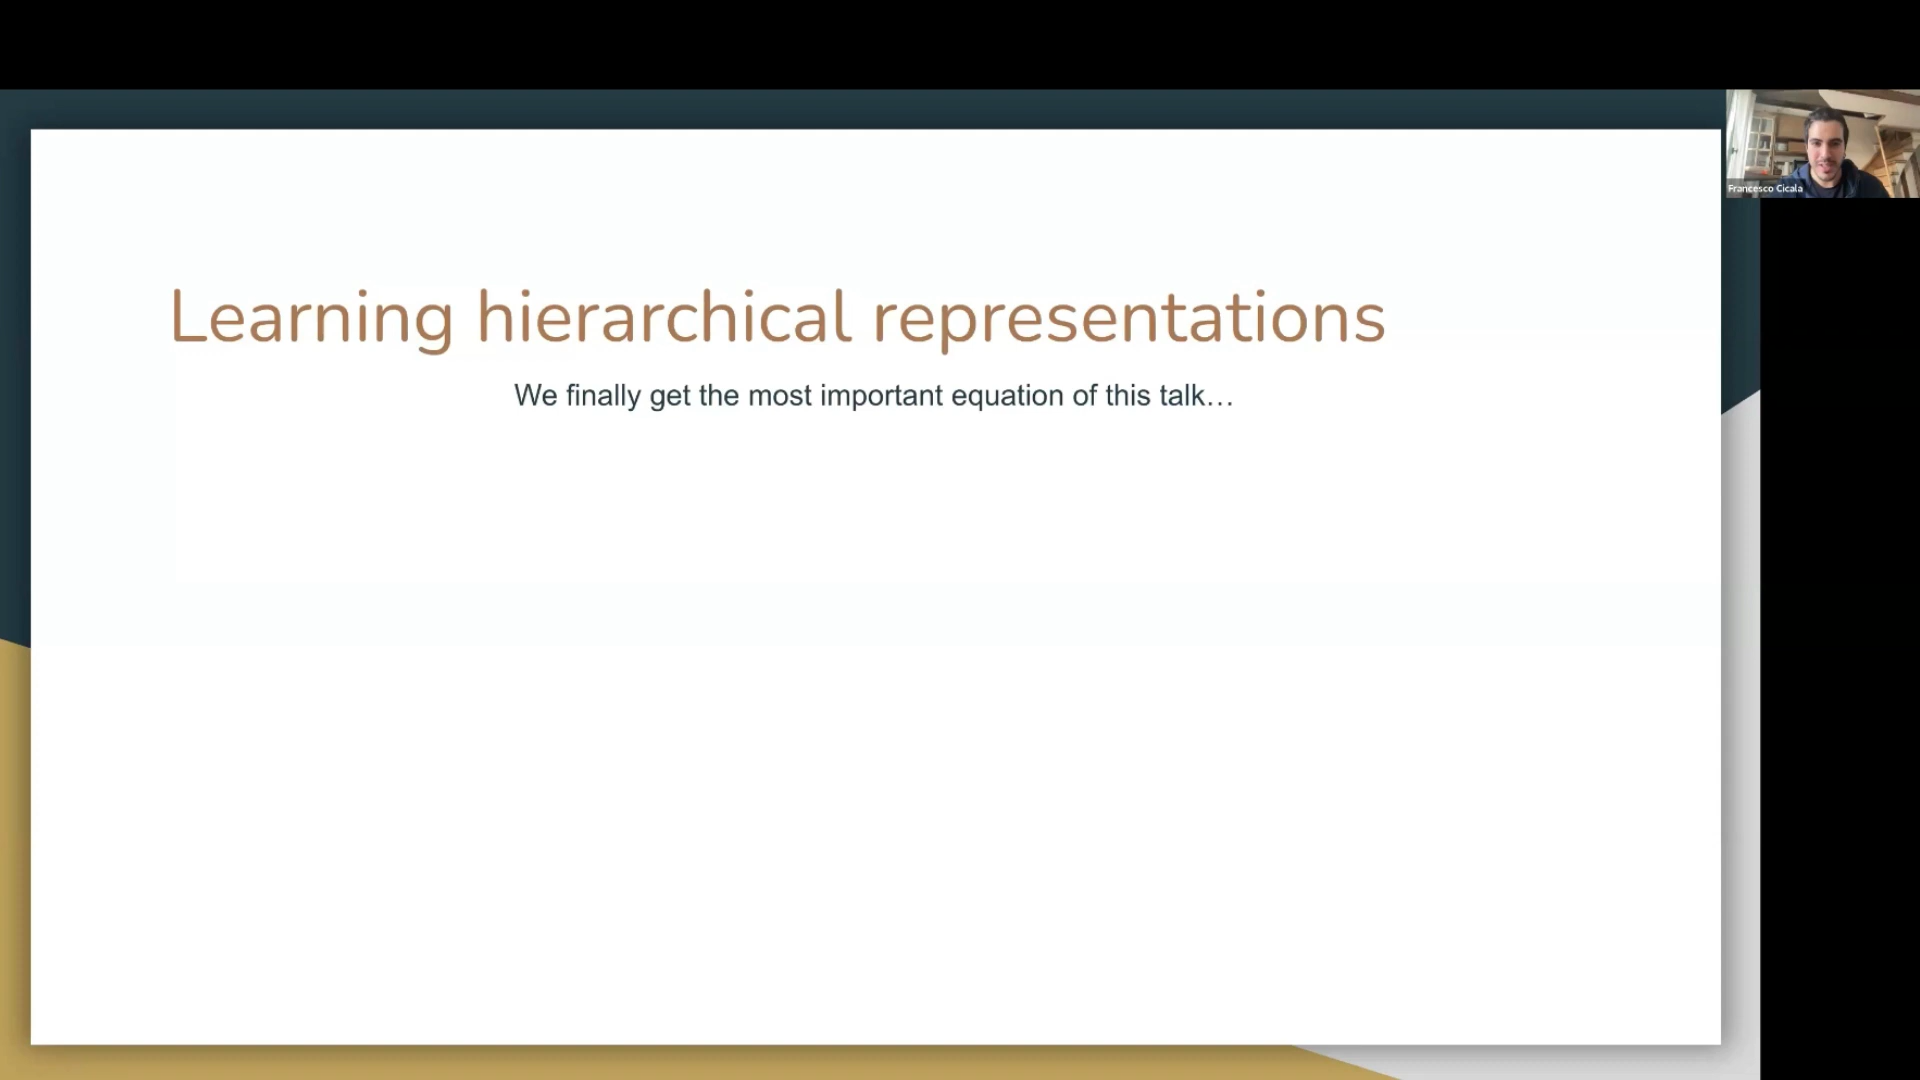 Francesco Cicala
Learning hierarchical representations
We finally get the most important equation of this talk…